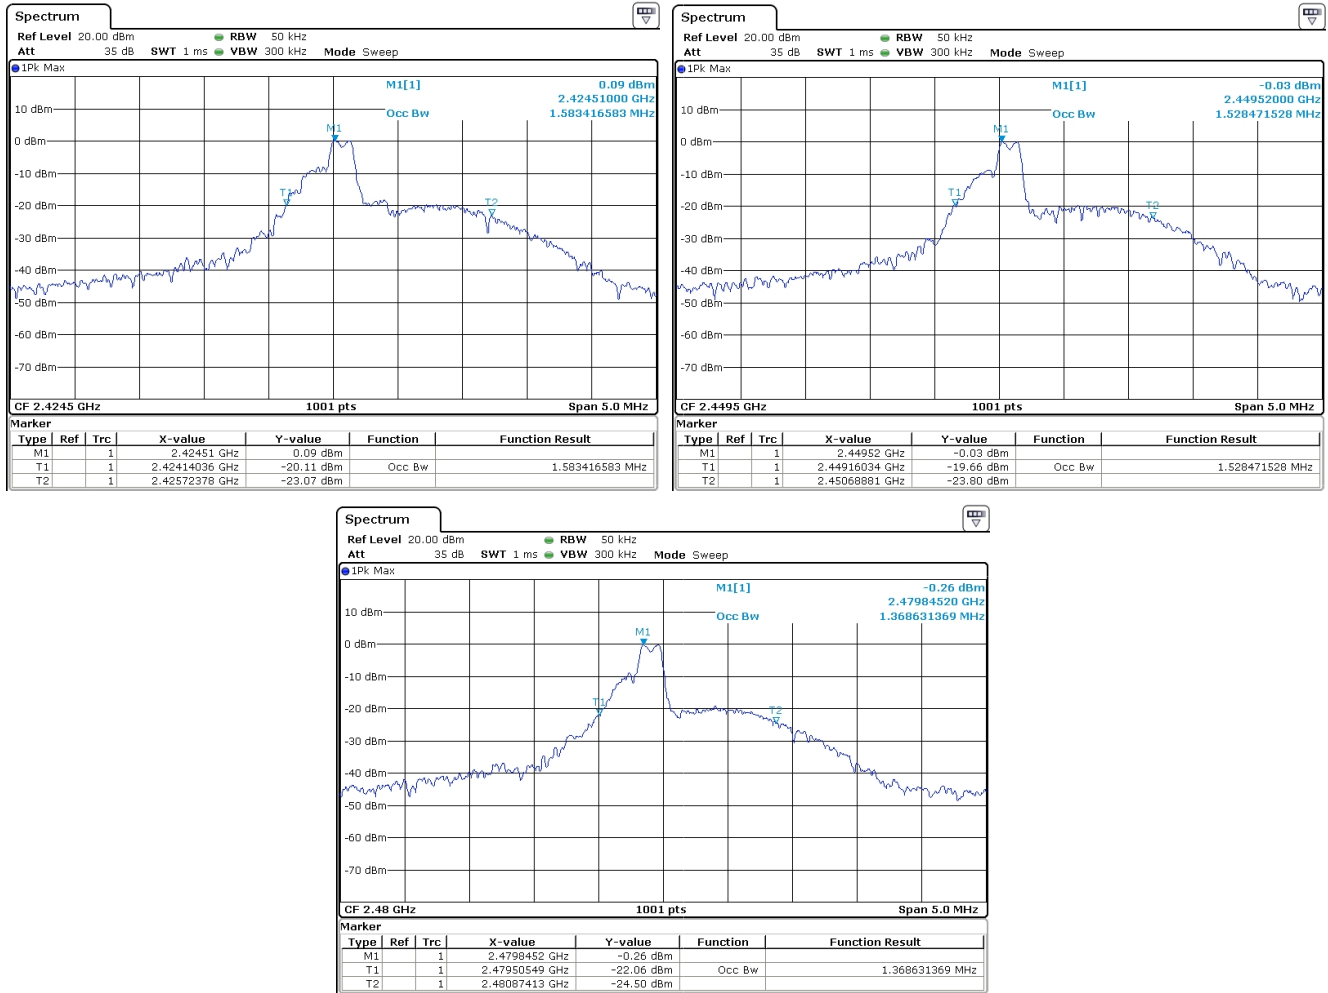 Spectrum
Ref Level 20.00 dBm RBW 50 kHz
Att 35 dB SWT 1 ms VBW 300 kHz Mode Sweep
1Pk Max
M1[1] 0.09 dBm
2.42451000 GHz
Occ Bw 1.583416583 MHz
10 dBm
M1
0 dBm
-10 dBm
T1
-20 dBm
T2
-30 dBm
-40 dBm
-50 dBm
-60 dBm
-70 dBm
CF 2.4245 GHz 1001 pts Span 5.0 MHz
Marker
Type Ref Trc X-value Y-value Function Function Result
M1 1 2.42451 GHz 0.09 dBm
T1 1 2.42414036 GHz -20.11 dBm Occ Bw 1.583416583 MHz
T2 1 2.42572378 GHz -23.07 dBm
Spectrum
Ref Level 20.00 dBm RBW 50 kHz
Att 35 dB SWT 1 ms VBW 300 kHz Mode Sweep
1Pk Max
M1[1] -0.03 dBm
2.44952000 GHz
Occ Bw 1.528471528 MHz
10 dBm
M1
0 dBm
-10 dBm
T1
-20 dBm
T2
-30 dBm
-40 dBm
-50 dBm
-60 dBm
-70 dBm
CF 2.4495 GHz 1001 pts Span 5.0 MHz
Marker
Type Ref Trc X-value Y-value Function Function Result
M1 1 2.44952 GHz -0.03 dBm
T1 1 2.44916034 GHz -19.66 dBm Occ Bw 1.528471528 MHz
T2 1 2.45068881 GHz -23.80 dBm
Spectrum
Ref Level 20.00 dBm RBW 50 kHz
Att 35 dB SWT 1 ms VBW 300 kHz Mode Sweep
1Pk Max
M1[1] -0.26 dBm
2.47984520 GHz
Occ Bw 1.368631369 MHz
10 dBm
M1
0 dBm
-10 dBm
T1
-20 dBm
T2
-30 dBm
-40 dBm
-50 dBm
-60 dBm
-70 dBm
CF 2.48 GHz 1001 pts Span 5.0 MHz
Marker
Type Ref Trc X-value Y-value Function Function Result
M1 1 2.4798452 GHz -0.26 dBm
T1 1 2.47950549 GHz -22.06 dBm Occ Bw 1.368631369 MHz
T2 1 2.48087413 GHz -24.50 dBm